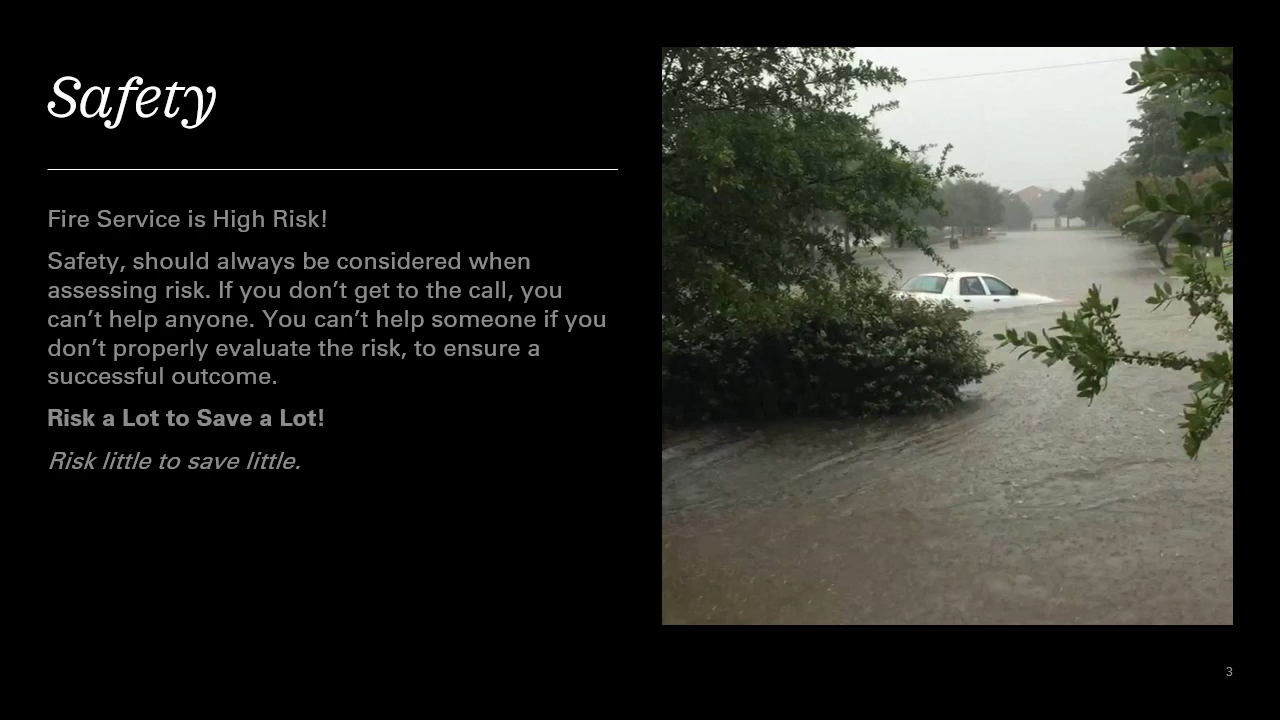 Safety
Fire Service is High Risk!
Safety, should always be considered when
assessing risk. If you don’t get to the call, you
can’t help anyone. You can’t help someone if you
don’t properly evaluate the risk, to ensure a
successful outcome.
Risk a Lot to Save a Lot!
Risk little to save little.
3